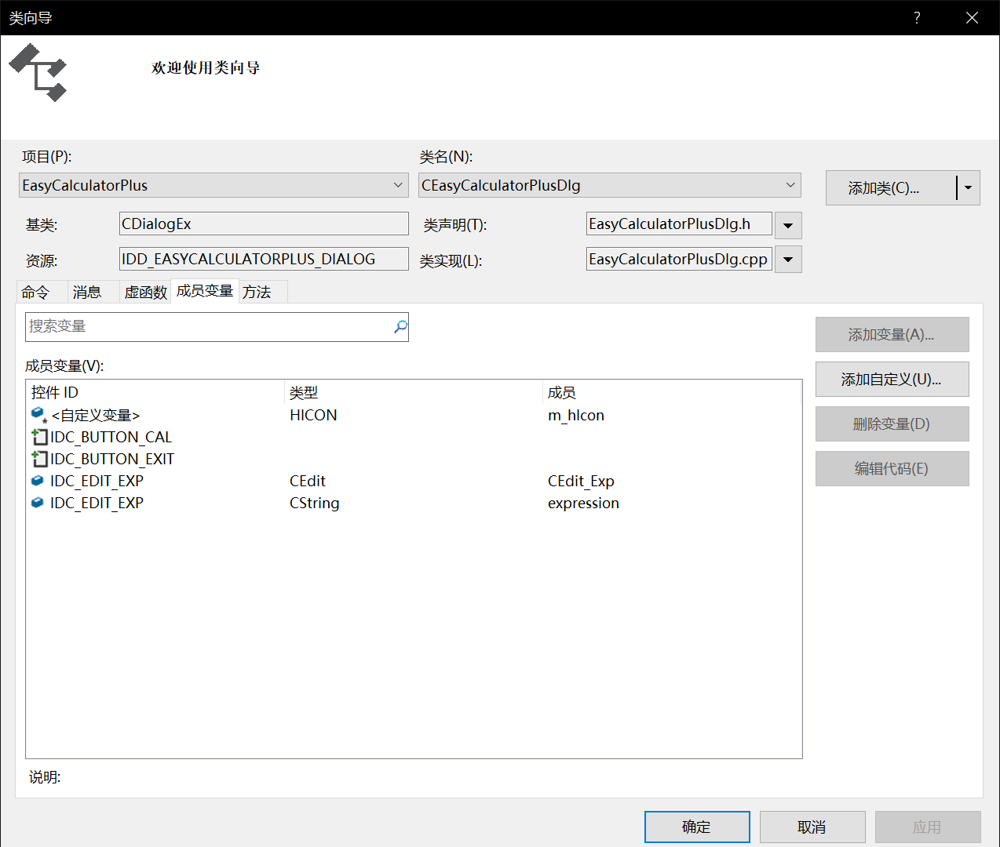 类向导
?
欢迎使用类向导
项目(P):
类名(N):
EasyCalculatorPlus
CEasyCalculatorPlusDlg
添加类(C)...
基类:
CDialogEx
类声明(T):
EasyCalculatorPlusDlg.h
资源:
IDD_EASYCALCULATORPLUS_DIALOG
类实现(L):
EasyCalculatorPlusDlg.cpp
命令 消息 虚函数 成员变量 方法
搜索变量
添加变量(A)...
成员变量(V):
添加自定义(U)...
控件 ID 类型 成员
<自定义变量> HICON m_hIcon
删除变量(D)
IDC_BUTTON_CAL
IDC_BUTTON_EXIT
编辑代码(E)
IDC_EDIT_EXP CEdit CEdit_Exp
IDC_EDIT_EXP CString expression
说明:
确定 取消 应用